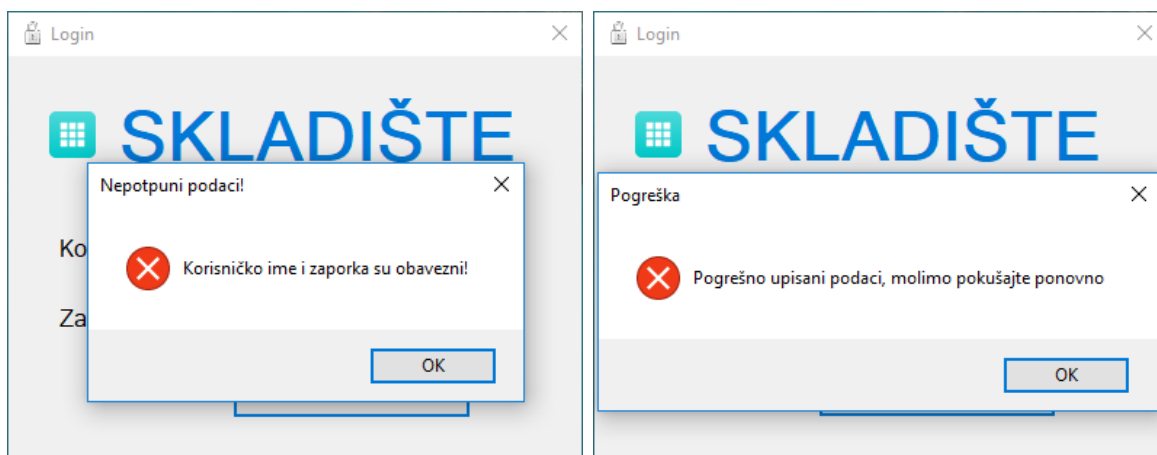 Login
SKLADIŠTE
Nepotpuni podaci!
Ko
Korisničko ime i zaporka su obavezni!
Za
OK
Login
SKLADIŠTE
Pogreška
Pogrešno upisani podaci, molimo pokušajte ponovno
OK